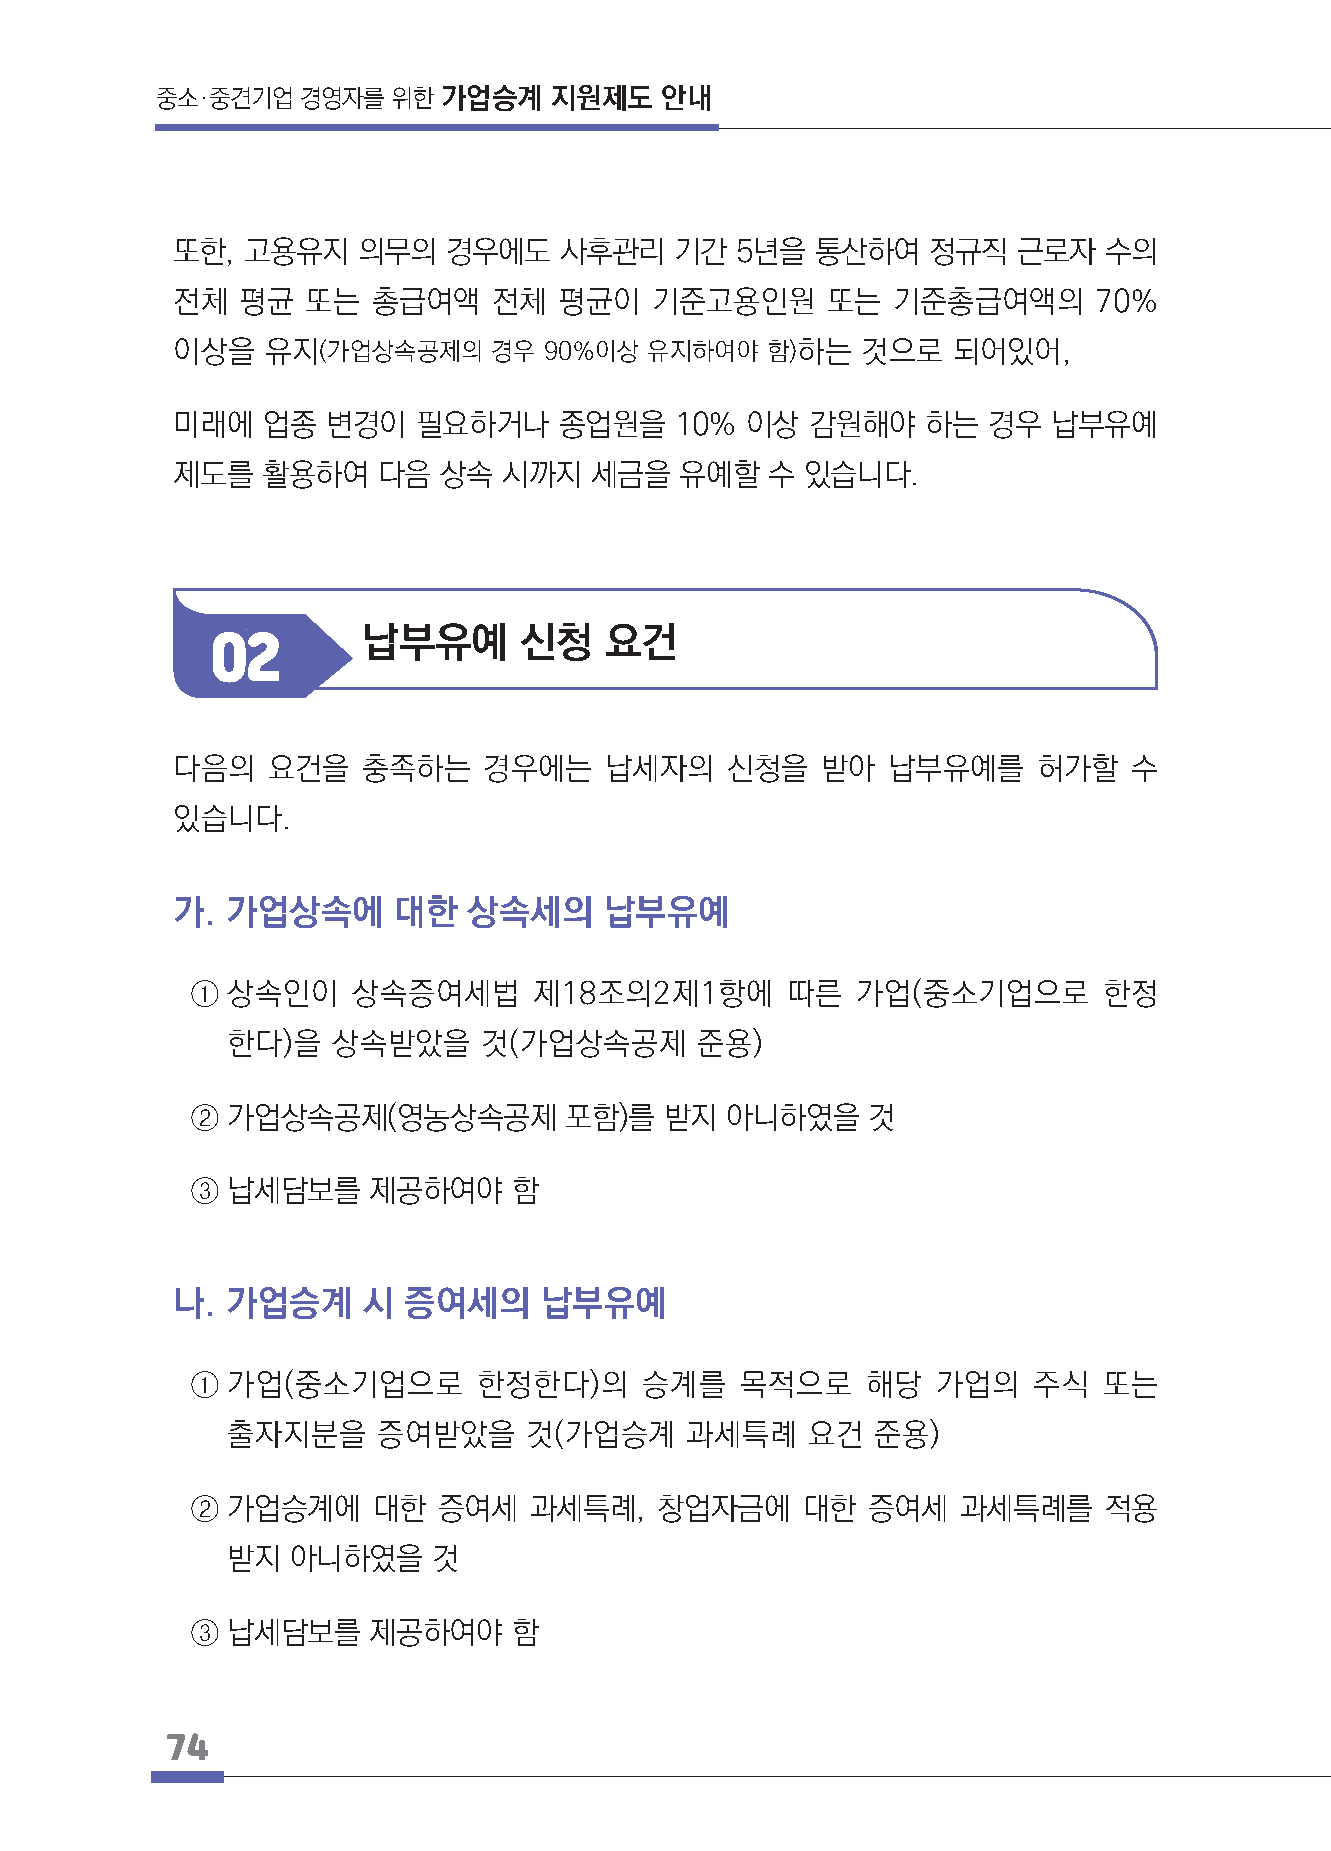 중소·중견기업 경영자를 위한 가업승계 지원제도 안내
또한, 고용유지 의무의 경우에도 사후관리 기간 5년을 통산하여 정규직 근로자 수의
전체 평균 또는 총급여액 전체 평균이 기준고용인원 또는 기준총급여액의 70%
이상을 유지(가업상속공제의 경우 90%이상 유지하여야 함)하는 것으로 되어있어,
미래에 업종 변경이 필요하거나 종업원을 10% 이상 감원해야 하는 경우 납부유예
제도를 활용하여 다음 상속 시까지 세금을 유예할 수 있습니다.
02 납부유예 신청 요건
다음의 요건을 충족하는 경우에는 납세자의 신청을 받아 납부유예를 허가할 수
있습니다.
가. 가업상속에 대한 상속세의 납부유예
① 상속인이 상속증여세법 제18조의2제1항에 따른 가업(중소기업으로 한정
한다)을 상속받았을 것(가업상속공제 준용)
② 가업상속공제(영농상속공제 포함)를 받지 아니하였을 것
③ 납세담보를 제공하여야 함
나. 가업승계 시 증여세의 납부유예
① 가업(중소기업으로 한정한다)의 승계를 목적으로 해당 가업의 주식 또는
출자지분을 증여받았을 것(가업승계 과세특례 요건 준용)
② 가업승계에 대한 증여세 과세특례, 창업자금에 대한 증여세 과세특례를 적용
받지 아니하였을 것
③ 납세담보를 제공하여야 함
74